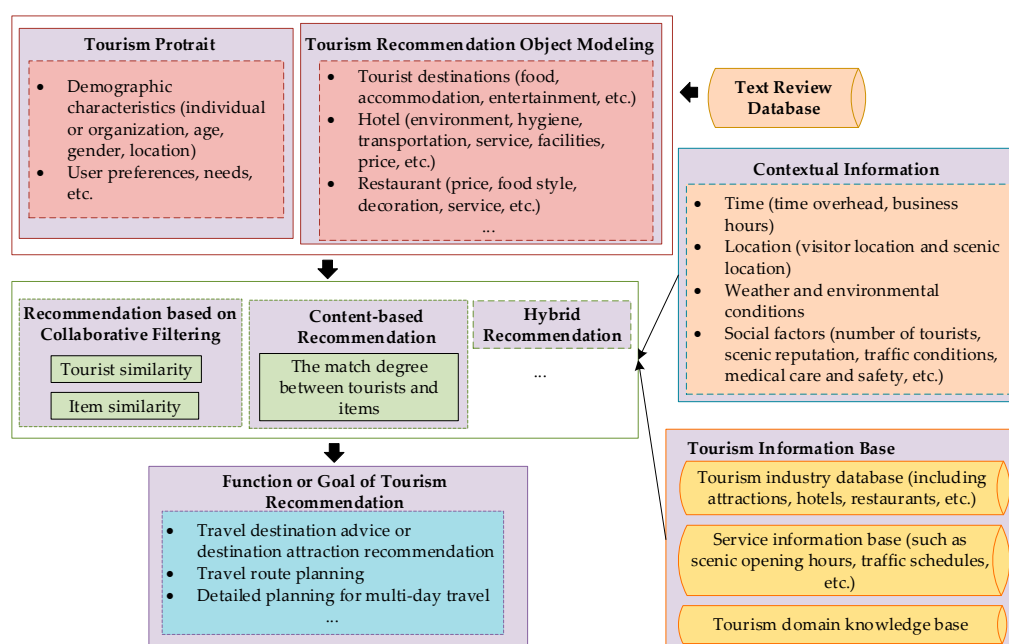 Tourism Protrait
• Demographic
characteristics (individual
or organization, age,
gender, location)
• User preferences, needs,
etc.
Tourism Recommendation Object Modeling
• Tourist destinations (food,
accommodation, entertainment, etc.)
• Hotel (environment, hygiene,
transportation, service, facilities,
price, etc.)
• Restaurant (price, food style,
decoration, service, etc.)
...
Text Review
Database
Contextual Information
• Time (time overhead, business
hours)
• Location (visitor location and scenic
location)
• Weather and environmental
conditions
• Social factors (number of tourists,
scenic reputation, traffic conditions,
medical care and safety, etc.)
Recommendation based on
Collaborative Filtering
Tourist similarity
Item similarity
Content-based
Recommendation
The match degree
between tourists and
items
Hybrid
Recommendation
...
Tourism Information Base
Tourism industry database (including
attractions, hotels, restaurants, etc.)
Service information base (such as
scenic opening hours, traffic schedules,
etc.)
Tourism domain knowledge base
Function or Goal of Tourism
Recommendation
• Travel destination advice or
destination attraction recommendation
• Travel route planning
• Detailed planning for multi-day travel
...